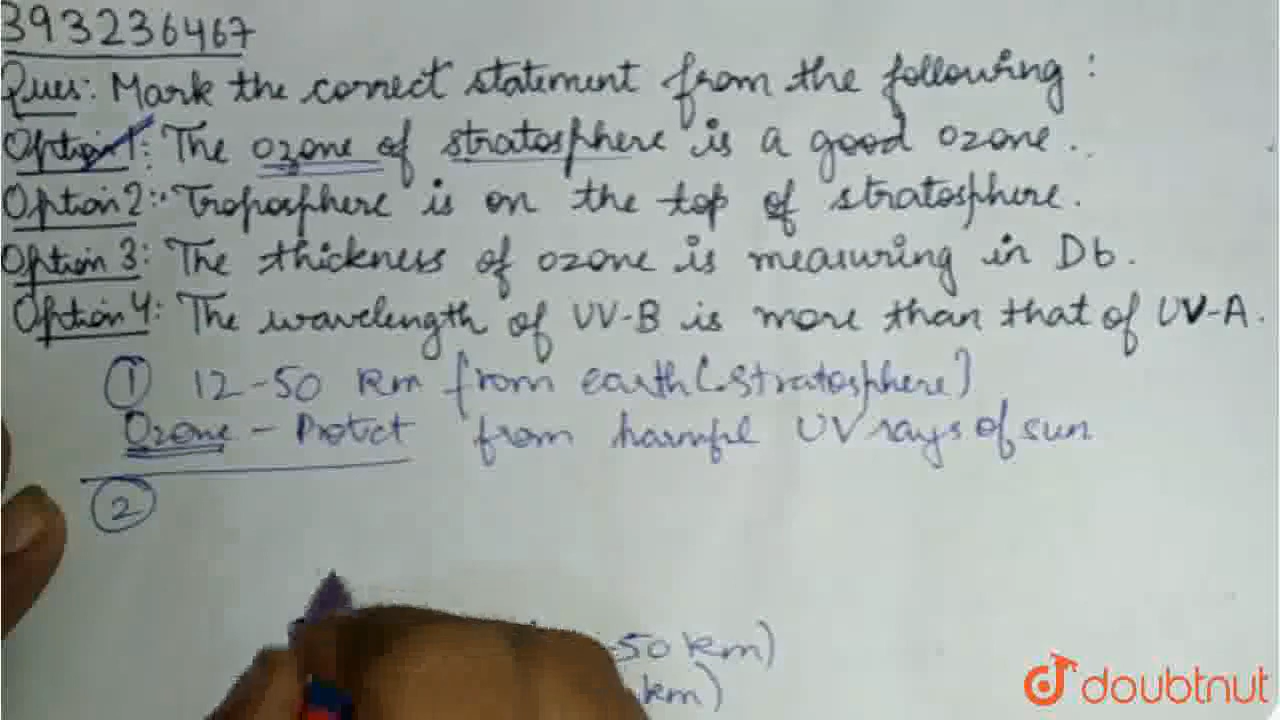 393236467
Ques: Mark the correct statement from the following:
Option 1: The ozone of stratosphere is a good ozone.
Option 2: Troposphere is on the top of stratosphere.
Option 3: The thickness of ozone is measuring in Db.
Option 4: The wavelength of UV-B is more than that of UV-A.
① 12-50 km from earth (stratosphere)
Ozone - Protect from harmful UV rays of sun
②
50 km)
km)
doubtnut